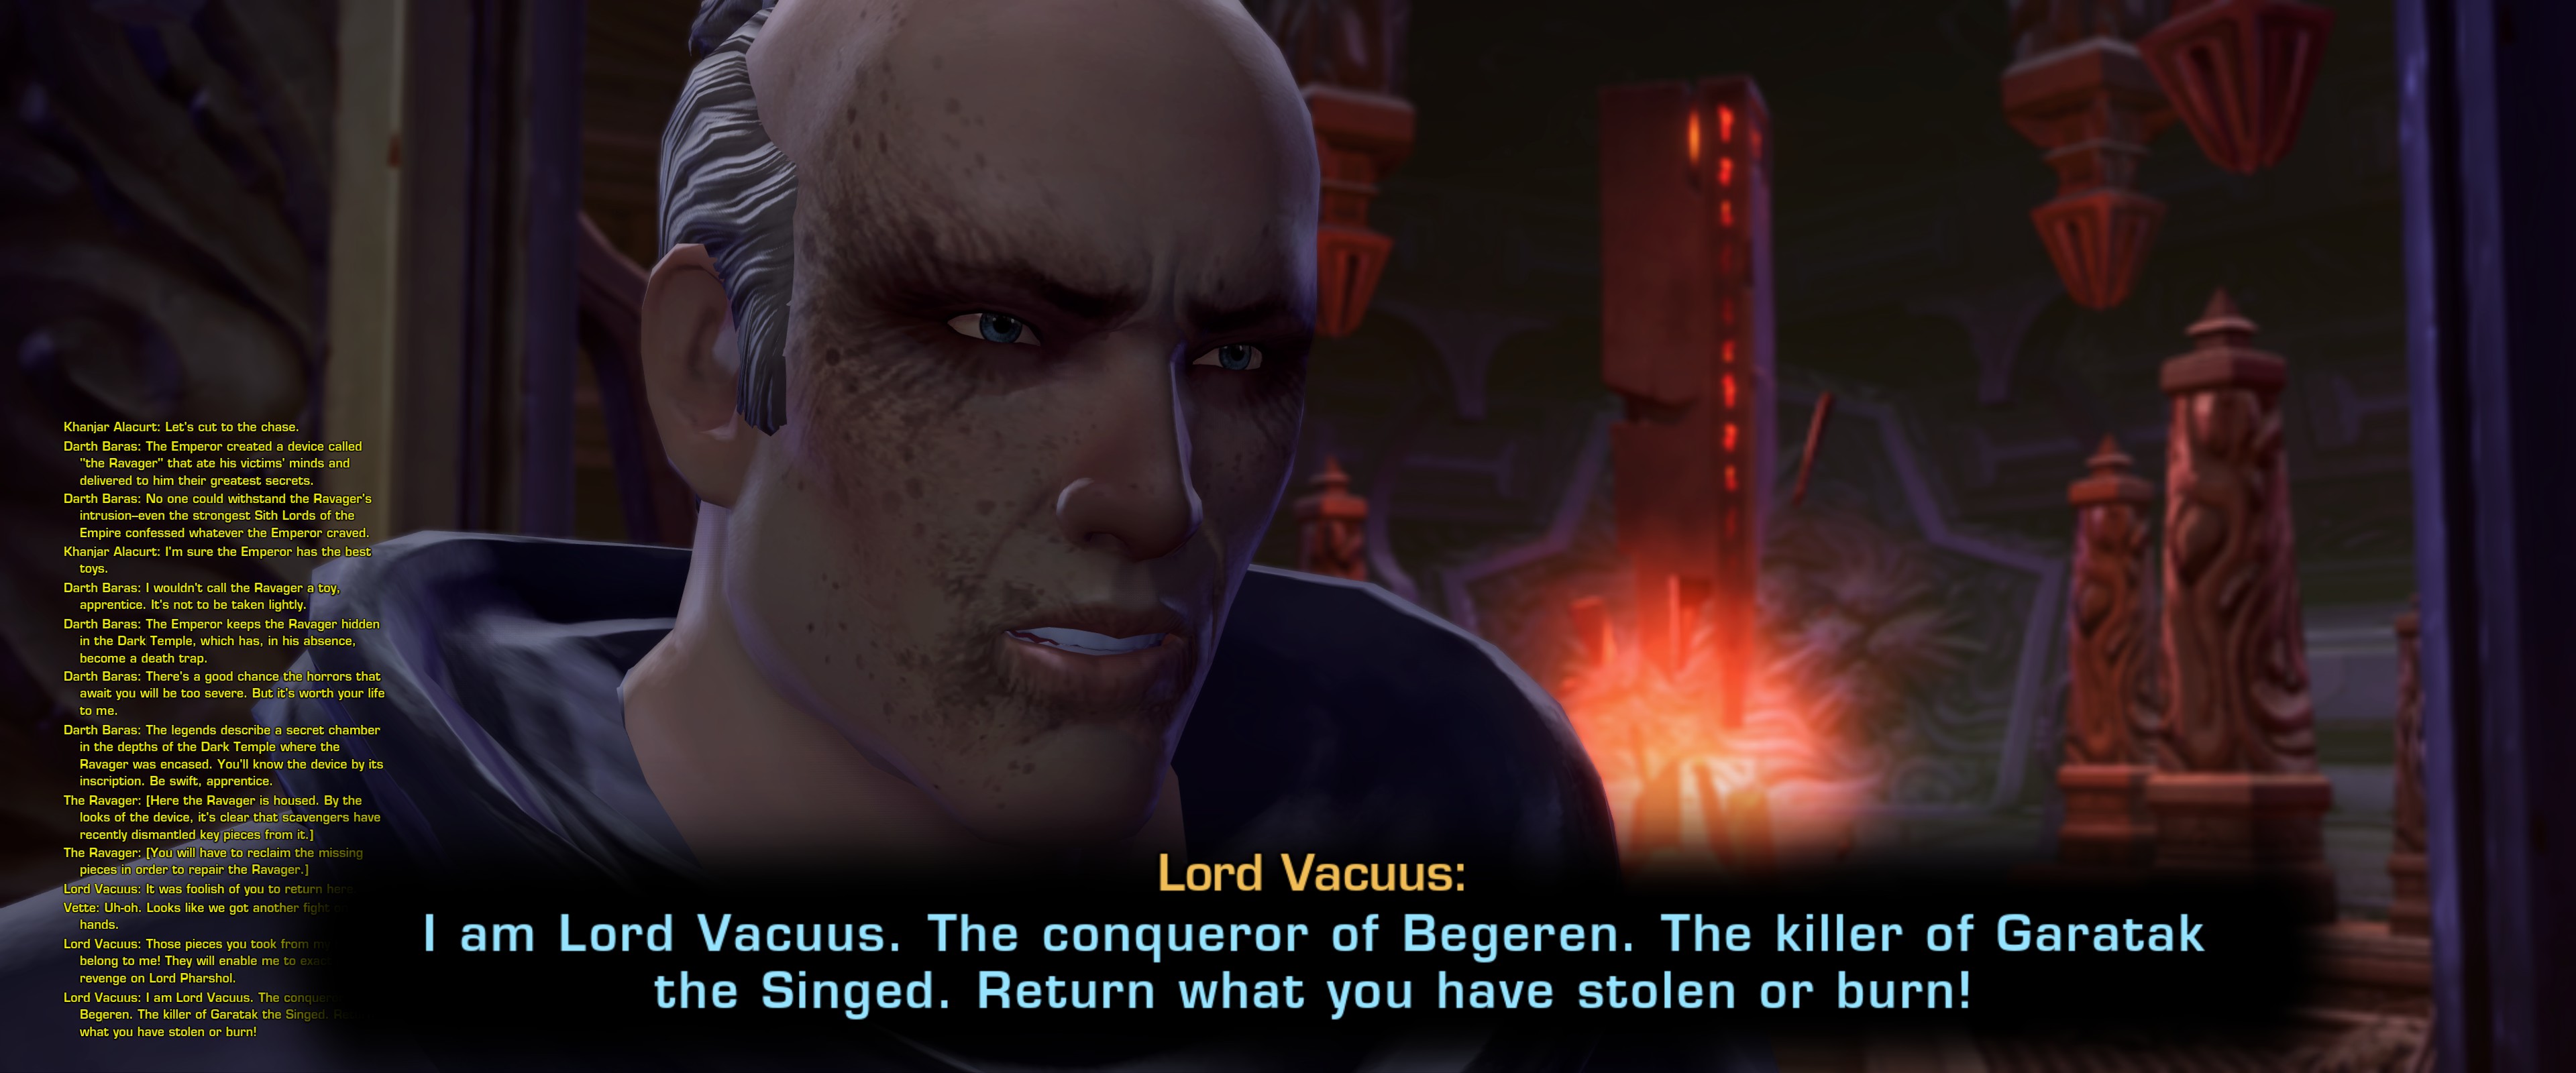 Khanjar Alacurt: Let's cut to the chase.
Darth Baras: The Emperor created a device called
"the Ravager" that ate his victims' minds and
delivered to him their greatest secrets.
Darth Baras: No one could withstand the Ravager's
intrusion–even the strongest Sith Lords of the
Empire confessed whatever the Emperor craved.
Khanjar Alacurt: I'm sure the Emperor has the best
toys.
Darth Baras: I wouldn't call the Ravager a toy,
apprentice. It's not to be taken lightly.
Darth Baras: The Emperor keeps the Ravager hidden
in the Dark Temple, which has, in his absence,
become a death trap.
Darth Baras: There's a good chance the horrors that
await you will be too severe. But it's worth your life
to me.
Darth Baras: The legends describe a secret chamber
in the depths of the Dark Temple where the
Ravager was encased. You'll know the device by its
inscription. Be swift, apprentice.
The Ravager: [Here the Ravager is housed. By the
looks of the device, it's clear that scavengers have
recently dismantled key pieces from it.]
The Ravager: [You will have to reclaim the missing
pieces in order to repair the Ravager.]
Lord Vacuus: It was foolish of you to return here
Vette: Uh-oh. Looks like we got another fight
hands.
Lord Vacuus: Those pieces you took from my
belong to me! They will enable me to exact
revenge on Lord Pharshol.
Lord Vacuus: I am Lord Vacuus. The conqueror
Begeren. The killer of Garatak the Singed.
what you have stolen or burn!
Lord Vacuus:
I am Lord Vacuus. The conqueror of Begeren. The killer of Garatak
the Singed. Return what you have stolen or burn!